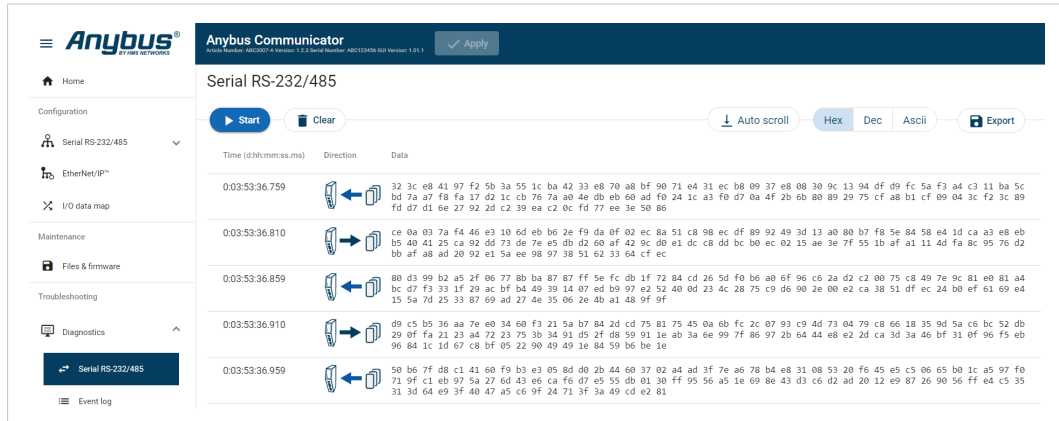 Anybus®
BY HMS NETWORKS
Anybus Communicator
Article Number: ABC3007-A Version: 1.2.3 Serial Number: ABC123456 GUI Version: 1.01.1
Apply
Home
Configuration
Serial RS-232/485
EtherNet/IP™
I/O data map
Maintenance
Files & firmware
Troubleshooting
Diagnostics
Serial RS-232/485
Event log
Serial RS-232/485
Start
Clear
Auto scroll
Hex Dec Ascii
Export
Time (d:hh:mm:ss.ms) Direction Data
0:03:53:36.759
32 3c e8 41 97 f2 5b 3a 55 1c ba 42 33 e8 70 a8 bf 90 71 e4 31 ec b8 09 37 e8 08 30 9c 13 94 df d9 fc 5a f3 a4 c3 11 ba 5c
bd 7a a7 f8 fa 17 d2 1c cb 76 7a a0 4e db eb 60 ad f0 24 1c a3 f0 d7 0a 4f 2b 6b 80 89 29 75 cf a8 b1 cf 09 04 3c f2 3c 89
fd d7 d1 6e 27 92 2d c2 39 ea c2 0c fd 77 ee 3e 50 86
0:03:53:36.810
ce 0a 03 7a f4 46 e3 10 6d eb b6 2e f9 da 0f 02 ec 8a 51 c8 98 ec df 89 92 49 3d 13 a0 80 b7 f8 5e 84 58 e4 1d ca a3 e8 eb
b5 40 41 25 ca 92 dd 73 de 7e e5 db d2 60 af 42 9c d0 e1 dc c8 dd bc b0 ec 02 15 ae 3e 7f 55 1b af a1 11 4d fa 8c 95 76 d2
bb af a8 ad 20 92 e1 5a ee 98 97 38 51 62 33 64 cf ec
0:03:53:36.859
80 d3 99 b2 a5 2f 06 77 8b ba 87 87 ff 5e fc db 1f 72 84 cd 26 5d f0 b6 a0 6f 96 c6 2a d2 c2 00 75 c8 49 7e 9c 81 e0 81 a4
bc d7 f3 33 1f 29 ac bf b4 49 39 14 07 ed b9 97 e2 52 40 0d 23 4c 28 75 c9 d6 90 2e 00 e2 ca 38 51 df ec 24 b0 ef 61 69 e4
15 5a 7d 25 33 87 69 ad 27 4e 35 06 2e 4b a1 48 9f 9f
0:03:53:36.910
d9 c5 b5 36 aa 7e e0 34 60 f3 21 5a b7 84 2d cd 75 81 75 45 0a 6b fc 2c 07 93 c9 4d 73 04 79 c8 66 18 35 9d 5a c6 bc 52 db
29 0f fa 21 23 a4 72 23 75 3b 34 91 d5 2f d8 59 91 1e ab 3a 6e 99 7f 86 97 2b 64 44 e8 e2 2d ca 3d 3a 46 bf 31 0f 96 f5 eb
96 84 1c 1d 67 c8 bf 05 22 90 49 49 1e 84 59 b6 be 1e
0:03:53:36.959
50 b6 7f d8 c1 41 60 f9 b3 e3 05 8d d0 2b 44 60 37 02 a4 ad 3f 7e a6 78 b4 e8 31 08 53 20 f6 45 e5 c5 06 65 b0 1c a5 97 f0
71 9f c1 eb 97 5a 27 6d 43 e6 ca f6 d7 e5 55 db 01 30 ff 95 56 a5 1e 69 8e 43 d3 c6 d2 ad 20 12 e9 87 26 90 56 ff e4 c5 35
31 3d 64 e9 3f 40 47 a5 c6 9f 24 71 3f 3a 49 cd e2 81